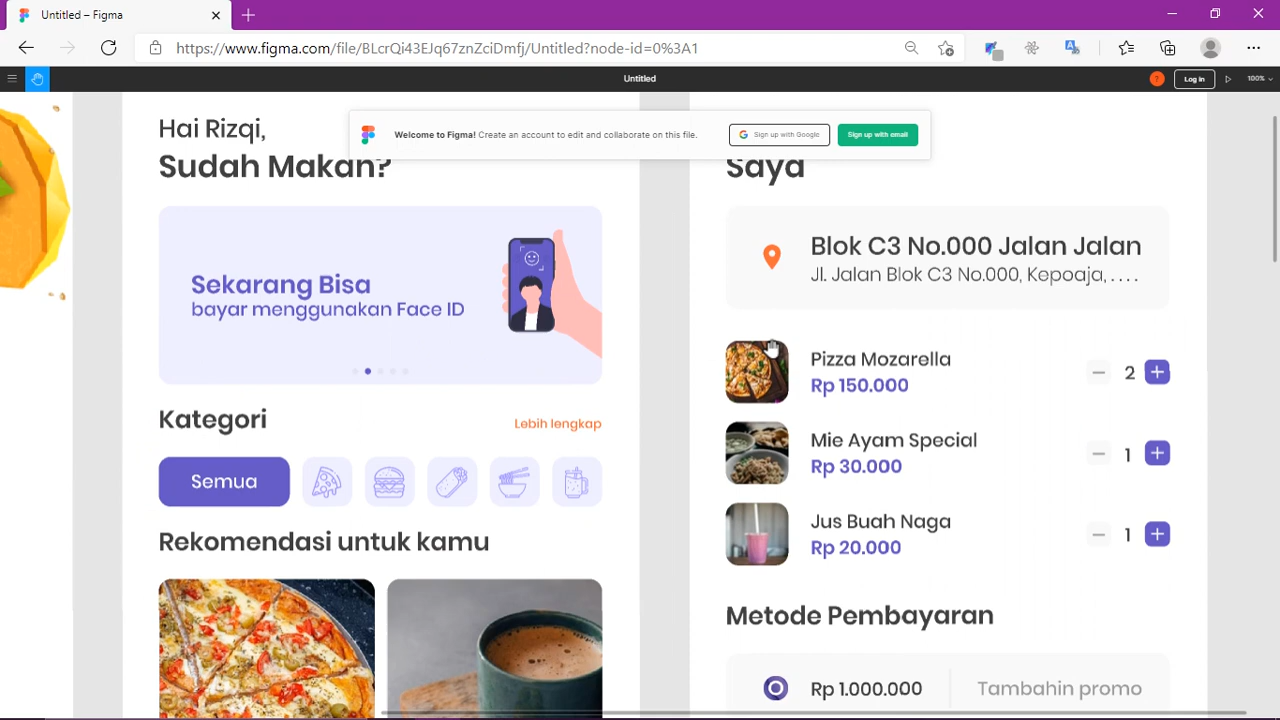 Untitled – Figma
https://www.figma.com/file/BLcrQi43EJq67znZciDmfj/Untitled?node-id=0%3A1
Untitled
?
Log in
100%
Welcome to Figma! Create an account to edit and collaborate on this file.
Sign up with Google
Sign up with email
Hai Rizqi,
Sudah Makan?
Sekarang Bisa
bayar menggunakan Face ID
Kategori
Lebih lengkap
Semua
Rekomendasi untuk kamu
Saya
Blok C3 No.000 Jalan Jalan
Jl. Jalan Blok C3 No.000, Kepoaja, . . . .
Pizza Mozarella
Rp 150.000
2
Mie Ayam Special
Rp 30.000
1
Jus Buah Naga
Rp 20.000
1
Metode Pembayaran
Rp 1.000.000
Tambahin promo